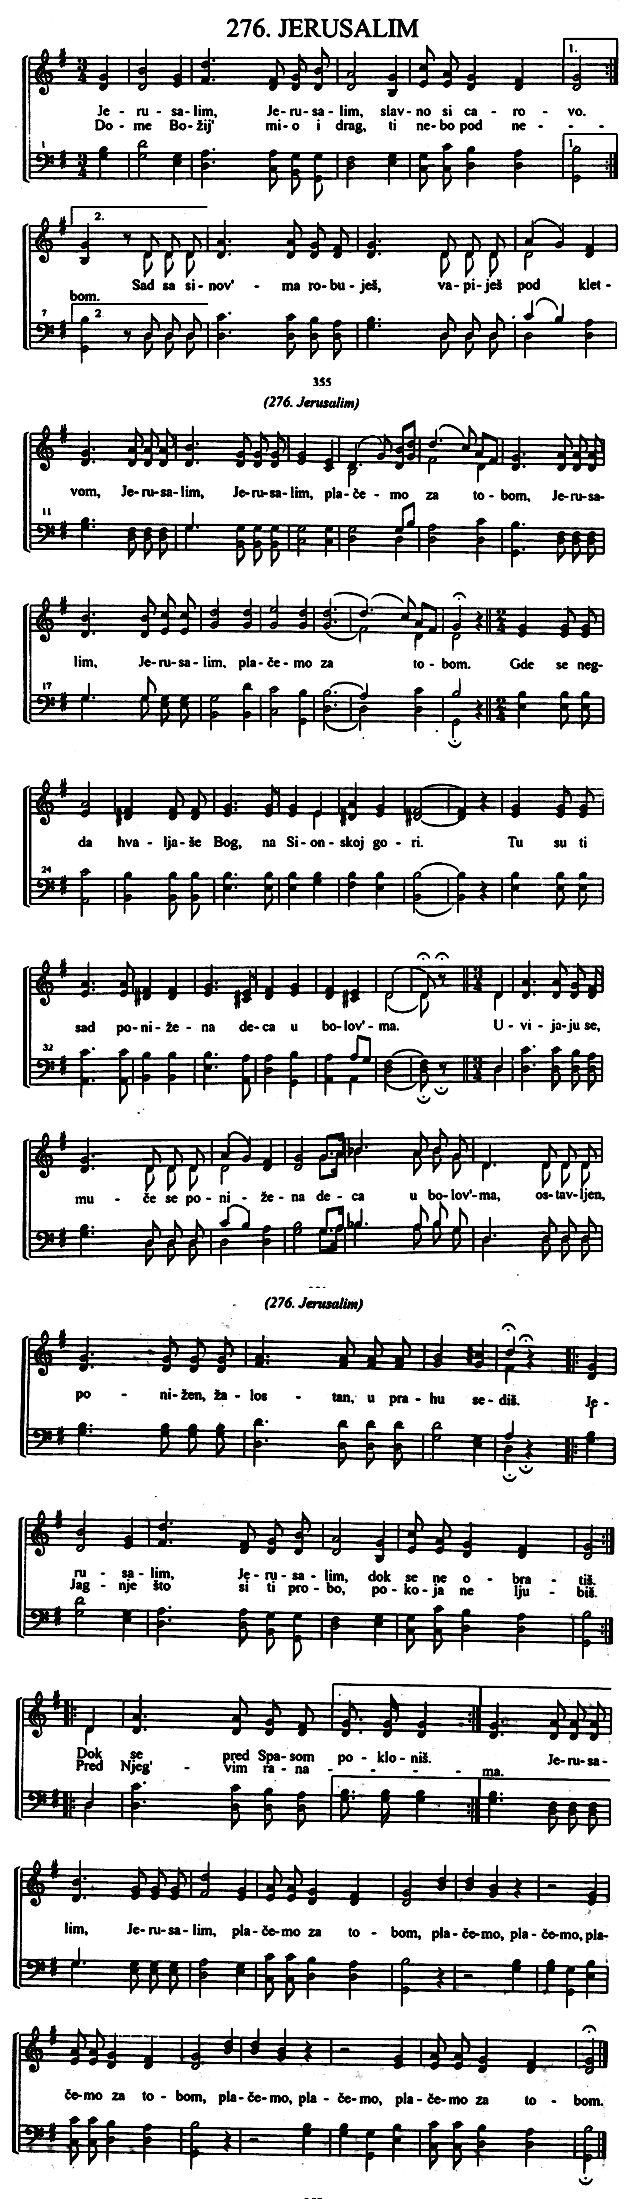 276. JERUSALIM
1.
Je - ru - sa- lim, Je- ru- sa - lim, slav- no si ca - ro - vo.
Do - me Bo- žij' mi - o i drag, ti ne- bo pod ne - - -
1
1
2.
Sad sa si- nov' - ma ro- bu - ješ, va- pi- ješ pod klet-
bom.
7
2
355
(276. Jerusalim)
vom, Je-ru-sa-lim, Je-ru-sa-lim, pla-če - mo za to - bom, Je-ru-sa-
11
lim, Je-ru-sa-lim, pla-če-mo za to - bom. Gde se neg-
17
da hva - lja-še Bog, na Si-on-skoj go-ri. Tu su ti
24
sad po-ni-že-na de-ca u bo-lov'-ma. U - vi - ja-ju se,
32
mu - če se po-ni - že-na de-ca u bo-lov'-ma, os-tav-ljen,
(276. Jerusalim)
po - ni-žen, ža - los - tan, u pra-hu se-diš. Je -
ru - sa - lim, Je - ru-sa - lim, dok se ne o - bra - tiš.
Jag - nje što si ti pro - bo, po - ko-ja ne lju - biš.
Dok se pred Spa-som po - klo - niš.
Pred Njeg' - vim ra-na - - - - ma. Je-ru-sa-
lim, Je-ru-sa-lim, pla-če-mo za to - bom, pla-če-mo, pla-če-mo, pla-
če-mo za to-bom, pla-če-mo, pla-če-mo, pla-če-mo za to - bom.